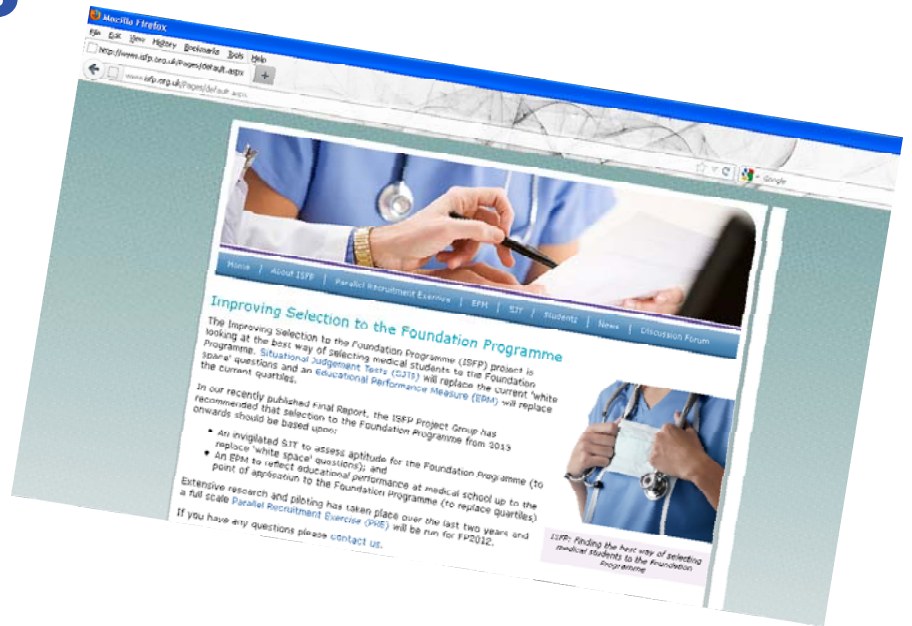 Mozilla Firefox
File Edit View History Bookmarks Tools Help
http://www.isfp.org.uk/Pages/default.aspx +
www.isfp.org.uk/Pages/default.aspx
Google
Home | About ISFP | Parallel Recruitment Exercise | EPM | SJT | Students | News | Discussion Forum
Improving Selection to the Foundation Programme
The Improving Selection to the Foundation Programme (ISFP) project is
looking at the best way of selecting medical students to the Foundation
Programme. Situational Judgement Tests (SJTs) will replace the current 'white
space' questions and an Educational Performance Measure (EPM) will replace
the current quartiles.
In our recently published Final Report, the ISFP Project Group has
recommended that selection to the Foundation Programme from 2013
onwards should be based upon:
• An invigilated SJT to assess aptitude for the Foundation Programme (to
replace 'white space' questions); and
• An EPM to reflect educational performance at medical school up to the
point of application to the Foundation Programme (to replace quartiles)
Extensive research and piloting has taken place over the last two years and
a full scale Parallel Recruitment Exercise (PRE) will be run for FP2012.
If you have any questions please contact us.
ISFP: Finding the best way of selecting
medical students to the Foundation
Programme